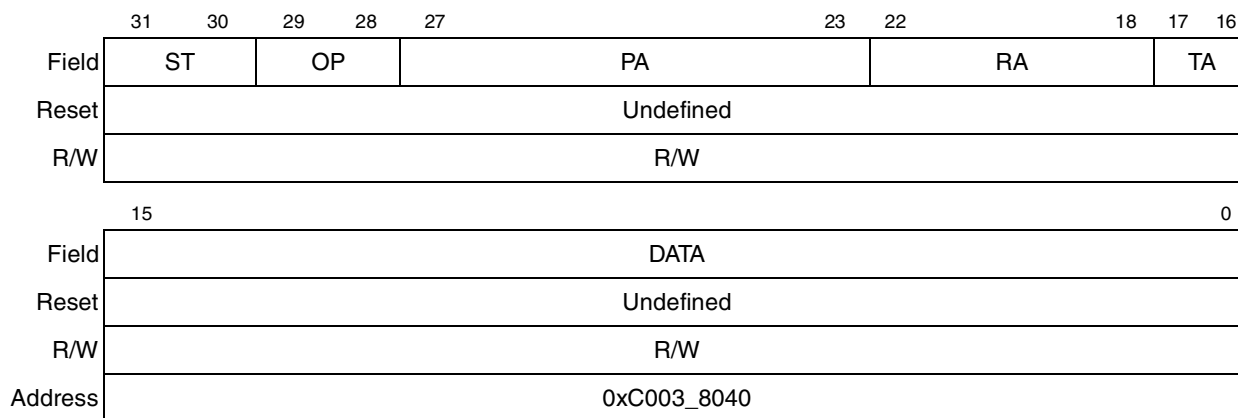 31 30 29 28 27 23 22 18 17 16
Field ST OP PA RA TA
Reset Undefined
R/W R/W
15 0
Field DATA
Reset Undefined
R/W R/W
Address 0xC003_8040